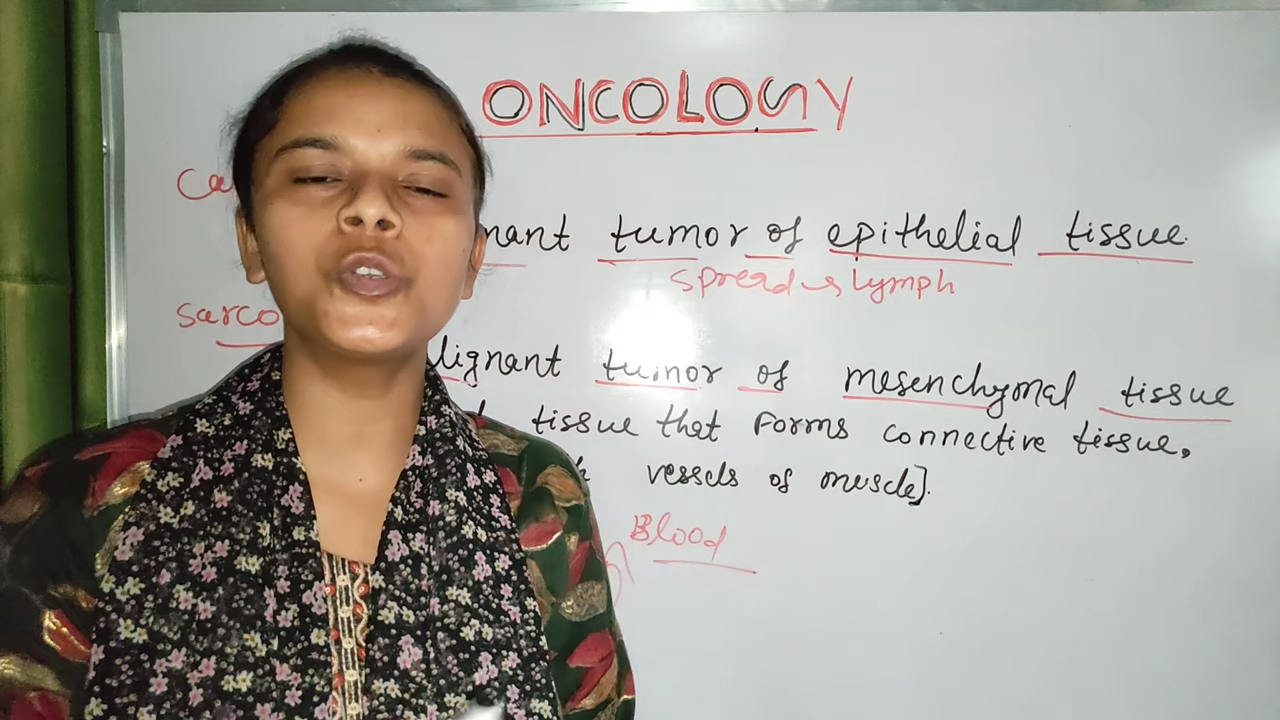 ONCOLOGY
Ca
nant tumor of epithelial tissue.
spread → lymph
sarco
lignant tumor of mesenchymal tissue
tissue that forms connective tissue,
vessels of muscle].
Blood